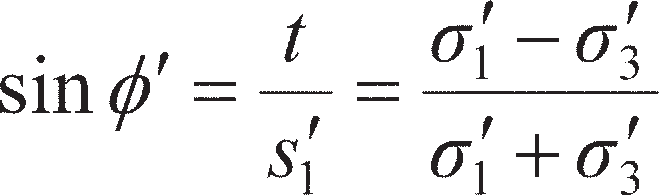 sin ϕ′ = t / s′₁ = (σ′₁ − σ′₃) / (σ′₁ + σ′₃)